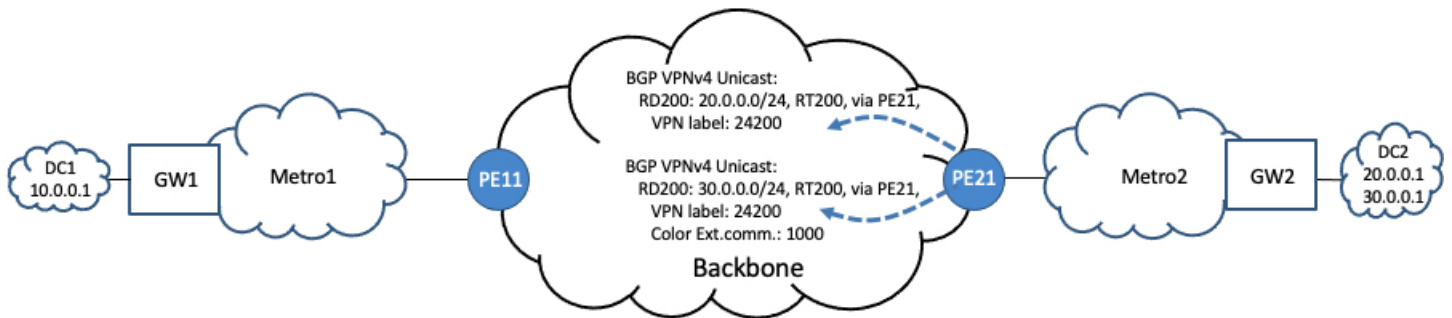 DC1
10.0.0.1
GW1
Metro1
PE11
BGP VPNv4 Unicast:
RD200: 20.0.0.0/24, RT200, via PE21,
VPN label: 24200
BGP VPNv4 Unicast:
RD200: 30.0.0.0/24, RT200, via PE21,
VPN label: 24200
Color Ext.comm.: 1000
Backbone
PE21
Metro2
GW2
DC2
20.0.0.1
30.0.0.1